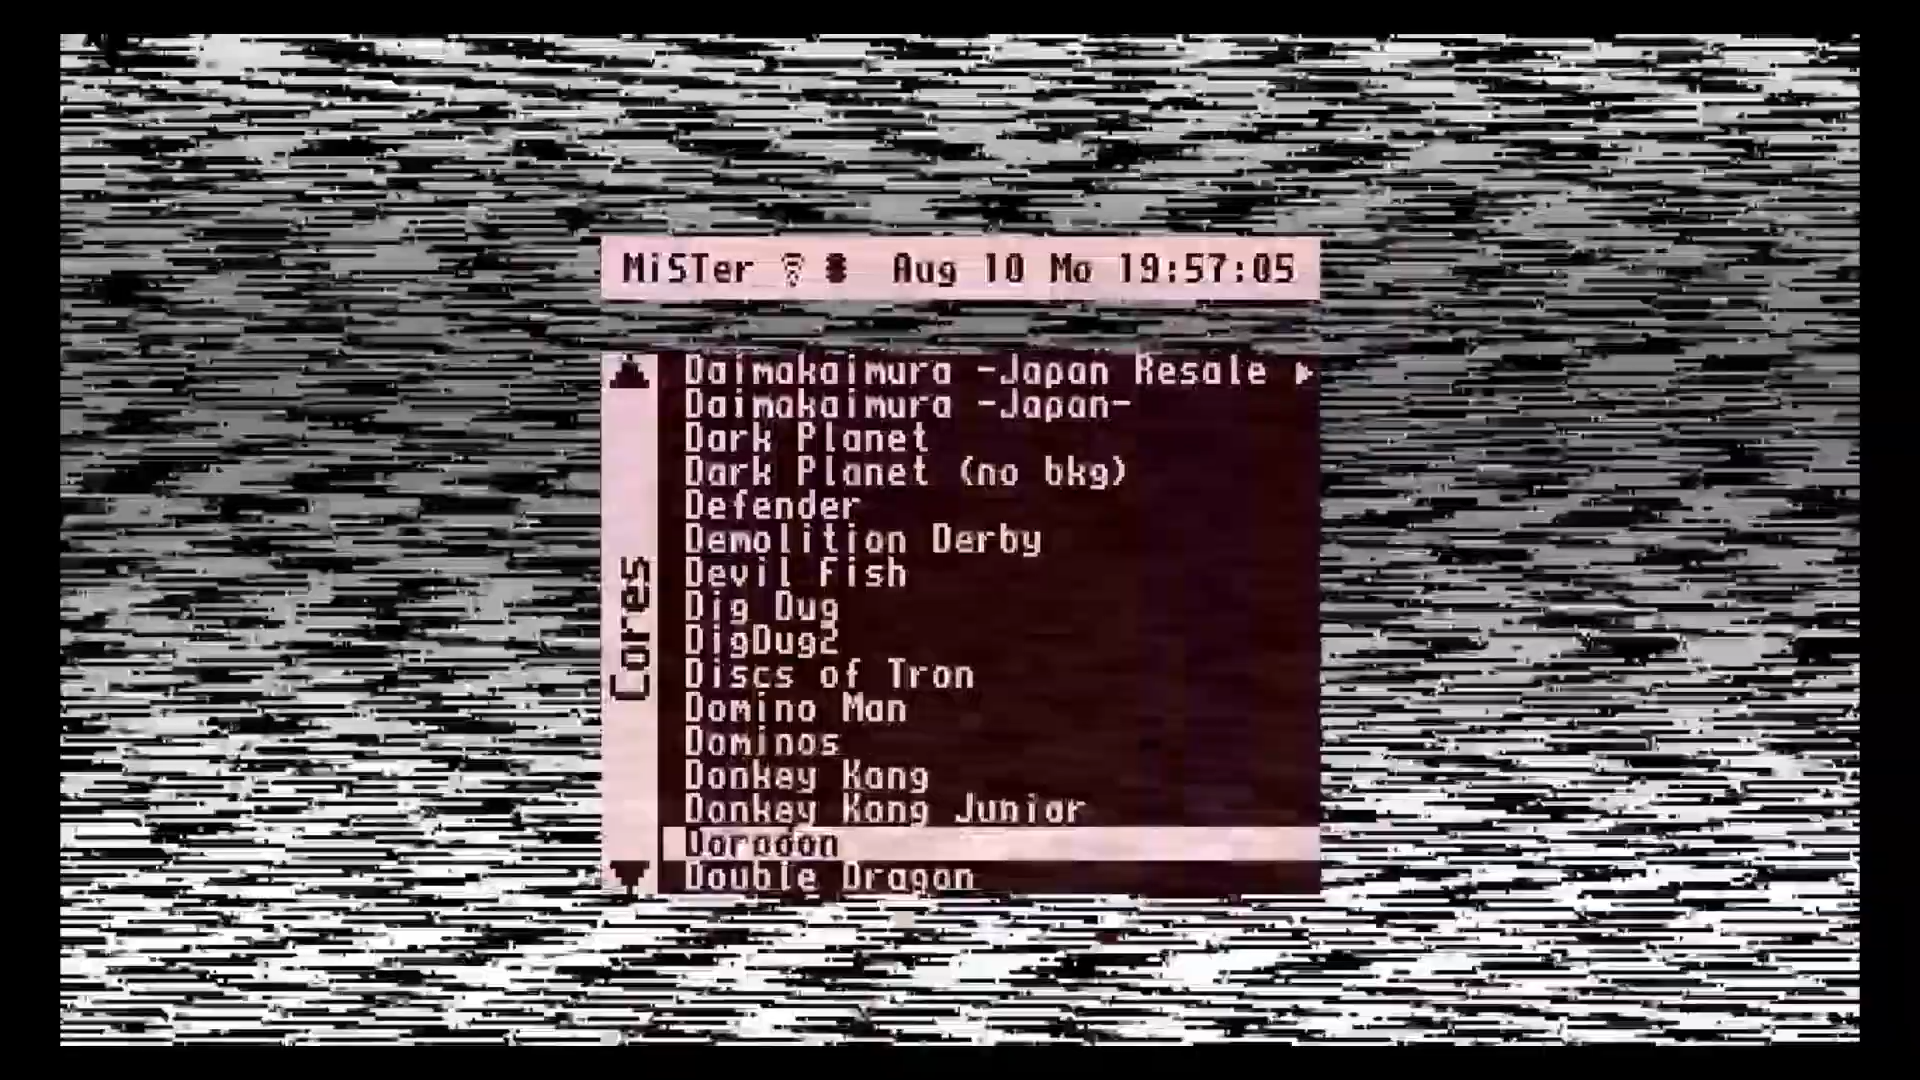 MiSTer Aug 10 Mo 19:57:05
Daimakaimura -Japan Resale
Daimakaimura -Japan-
Dark Planet
Dark Planet (no bkg)
Defender
Demolition Derby
Devil Fish
Dig Dug
DigDug2
Discs of Tron
Domino Man
Dominos
Donkey Kong
Donkey Kong Junior
Dorodon
Double Dragon
Cores